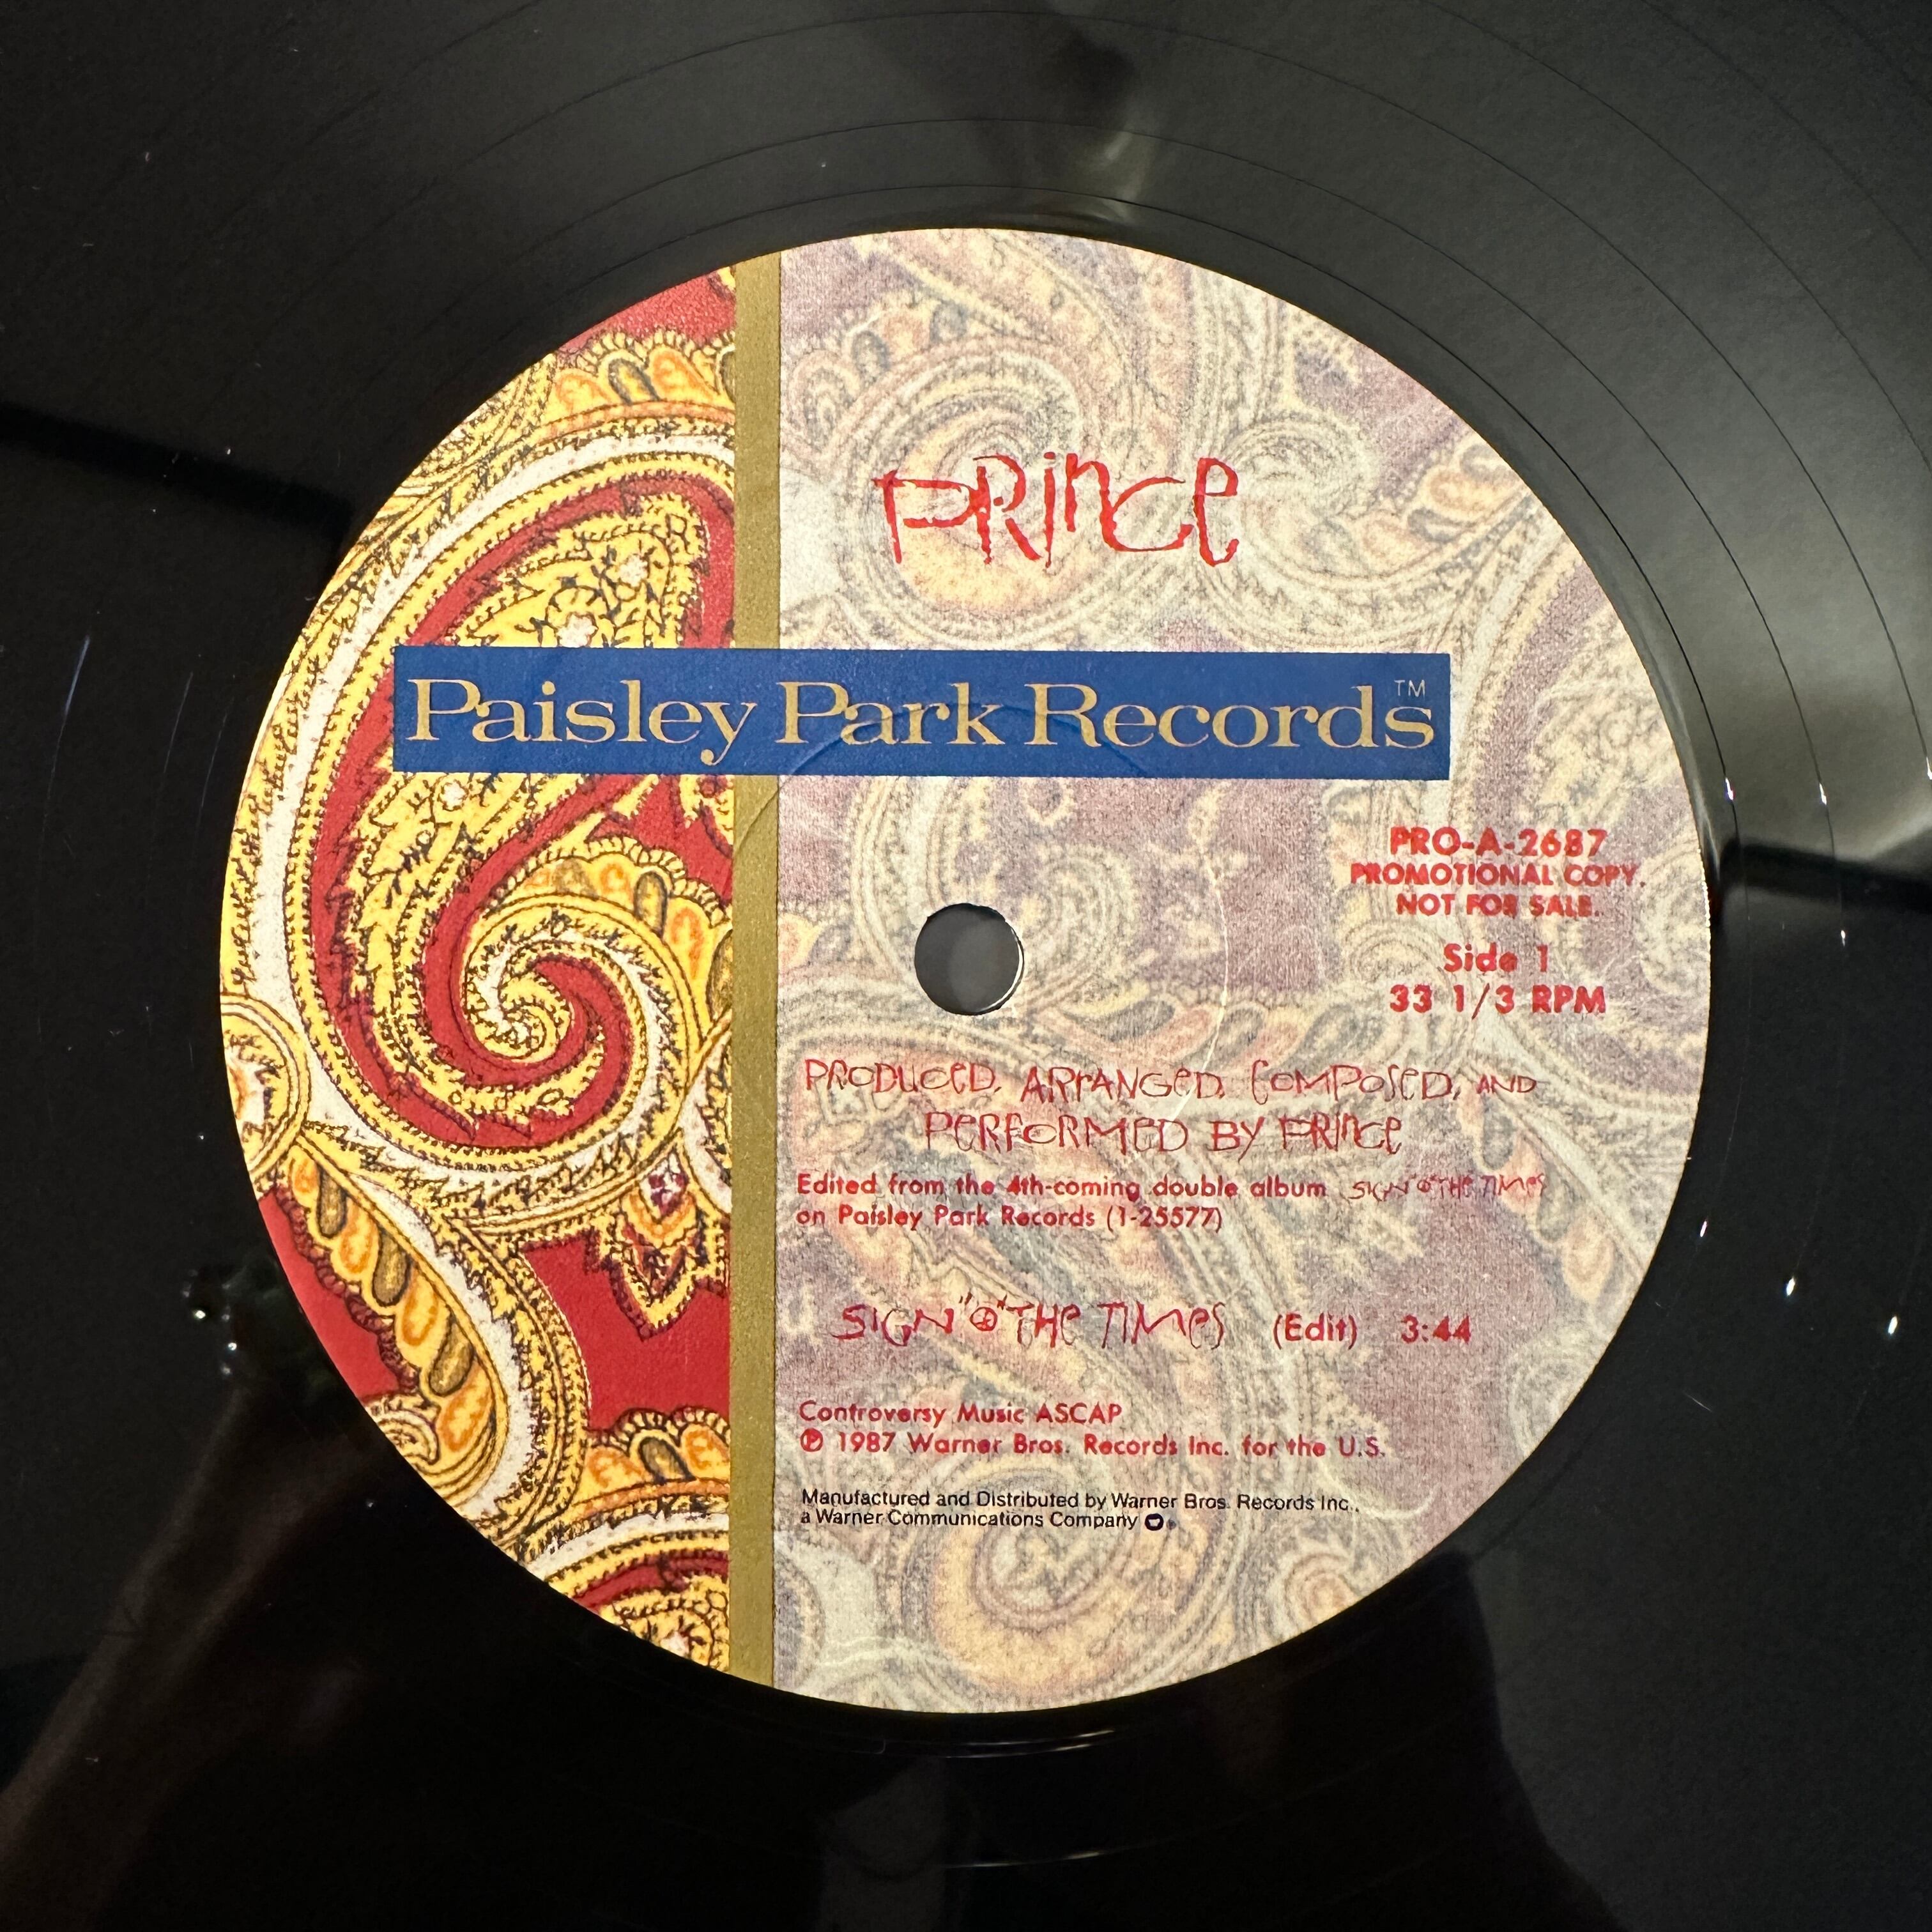 PRINCE
Paisley Park Records™
PRO-A-2687
PROMOTIONAL COPY.
NOT FOR SALE.
Side 1
33 1/3 RPM
PRODUCED, ARRANGED, COMPOSED, AND
PERFORMED BY PRINCE
Edited from the 4th-coming double album SIGN "O" THE TIMES
on Paisley Park Records (1-25577)
SIGN "O" THE TIMES (Edit) 3:44
Controversy Music ASCAP
℗ 1987 Warner Bros. Records Inc. for the U.S.
Manufactured and Distributed by Warner Bros. Records Inc.,
a Warner Communications Company